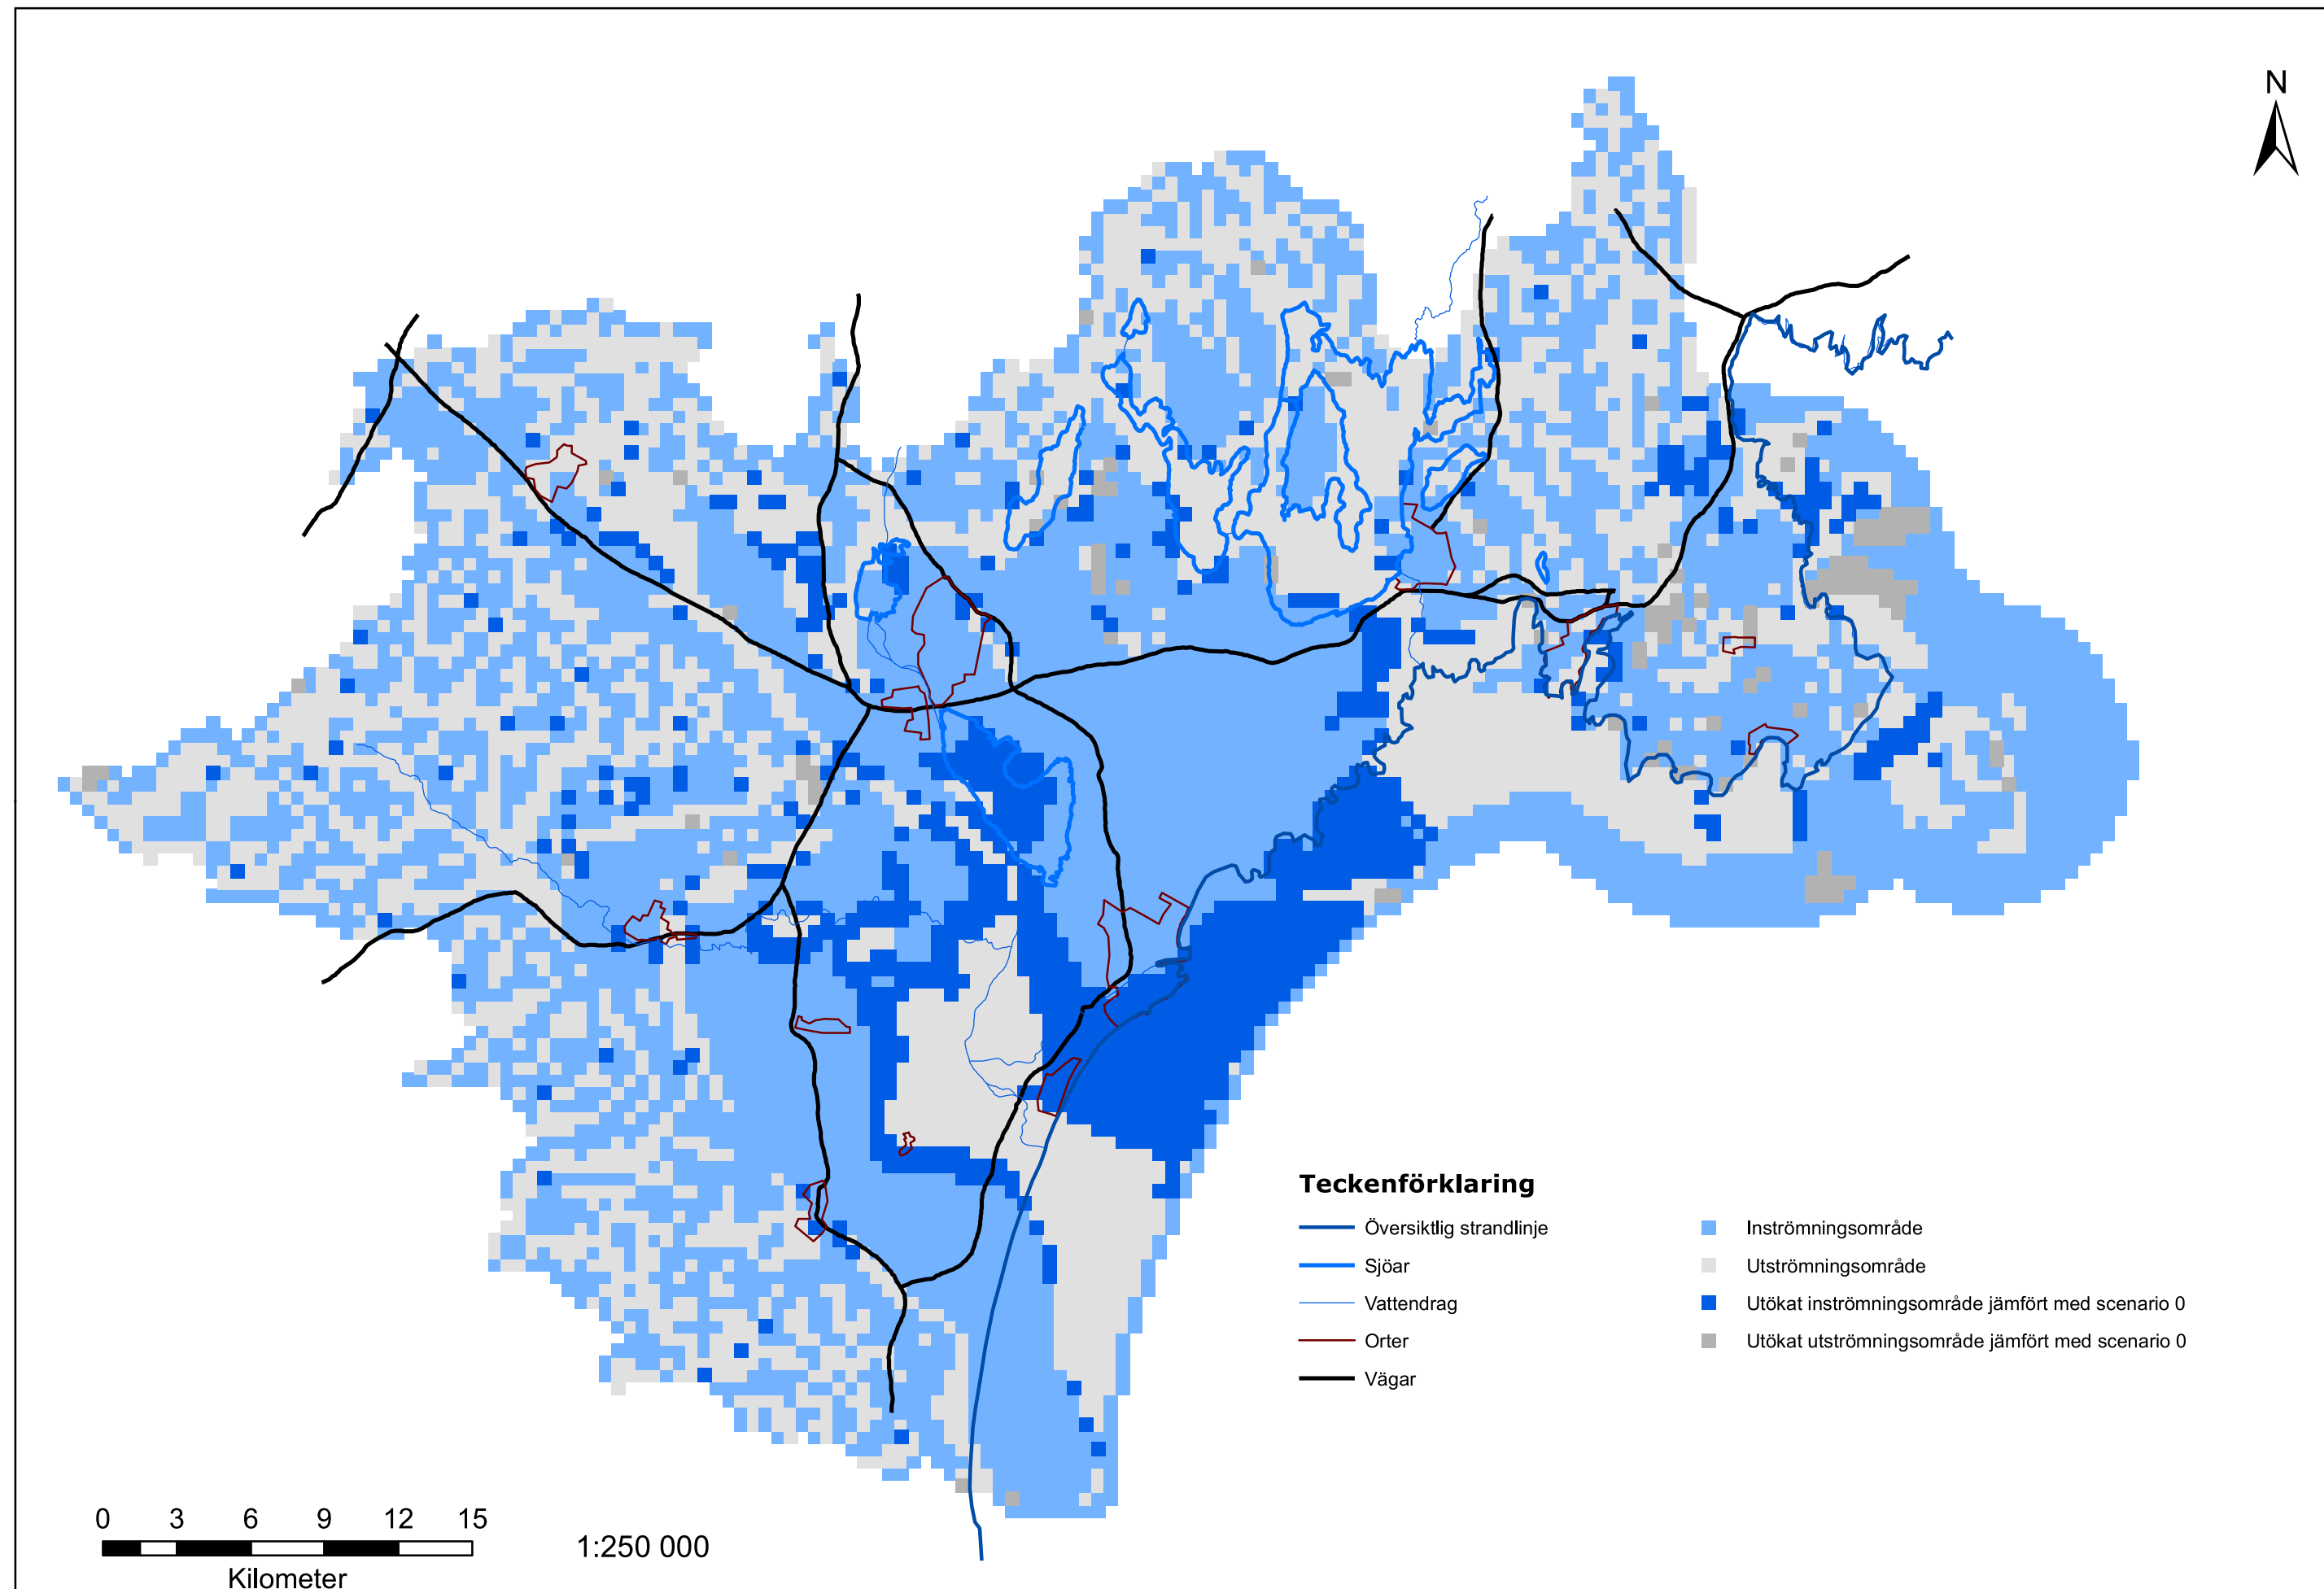 N
Teckenförklaring
Översiktlig strandlinje
Sjöar
Vattendrag
Orter
Vägar
Inströmningsområde
Utströmningsområde
Utökat inströmningsområde jämfört med scenario 0
Utökat utströmningsområde jämfört med scenario 0
0 3 6 9 12 15
1:250 000
Kilometer